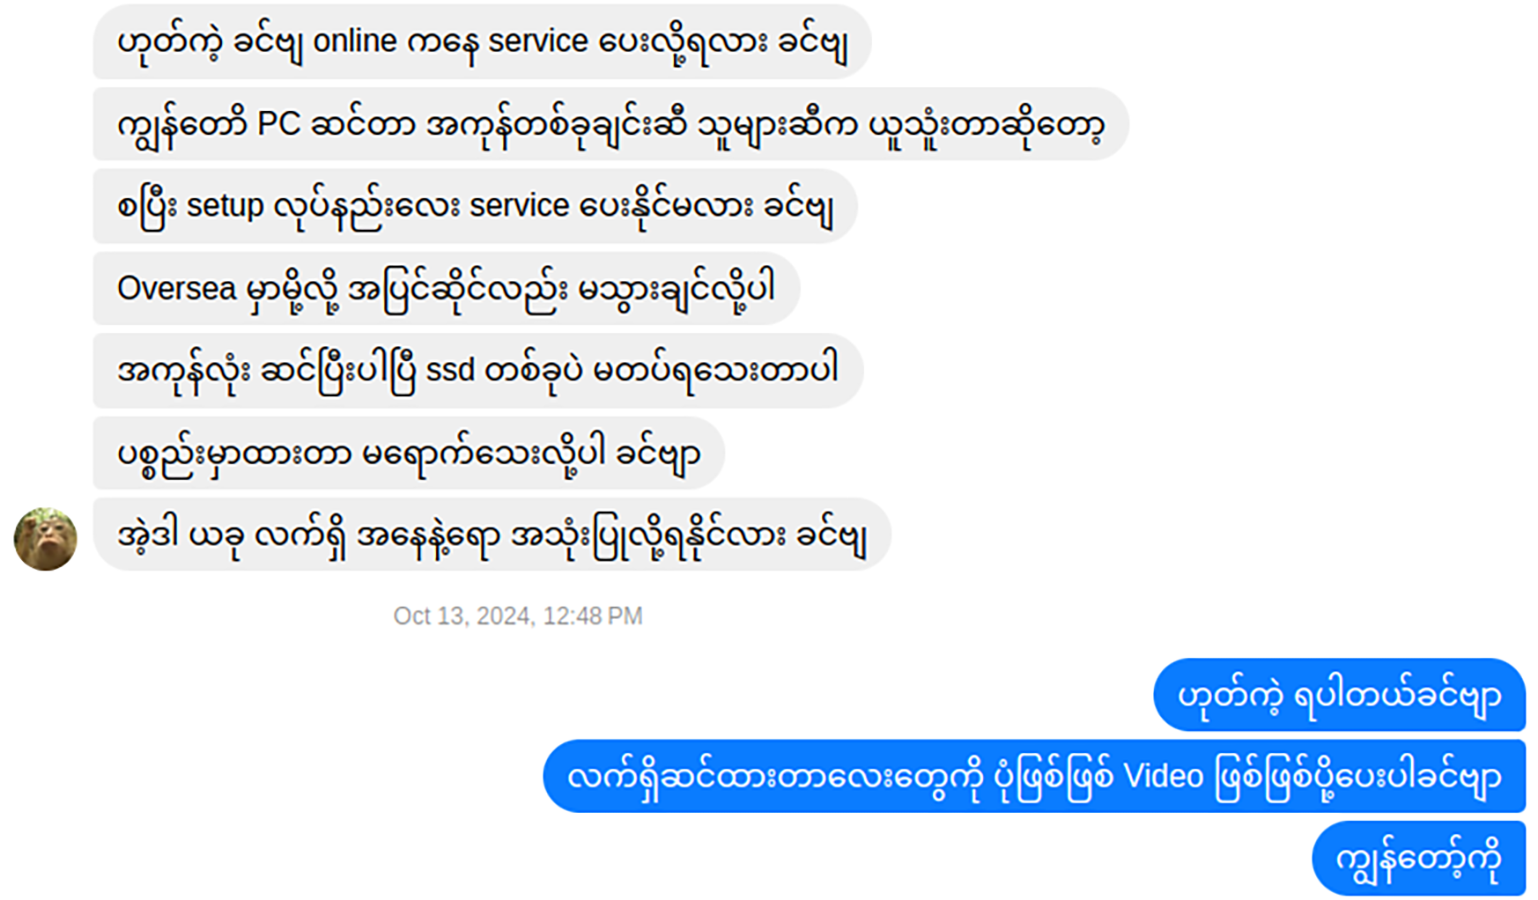 ဟုတ်ကဲ့ ခင်ဗျ online ကနေ service ပေးလို့ရလား ခင်ဗျ
ကျွန်တေါ် PC ဆင်တာ အကုန်တစ်ခုချင်းဆီ သူများဆီက ယူသူံးတာဆိုတော့
စပြီး setup လုပ်နည်းလေး service ပေးနိုင်မလား ခင်ဗျ
Oversea မှာမို့လို့ အပြင်ဆိုင်လည်း မသွားချင်လို့ပါ
အကုန်လုံး ဆင်ပြီးပါပြီ ssd တစ်ခုပဲ မတပ်ရသေးတာပါ
ပစ္စည်းမှာထားတာ မရောက်သေးလို့ပါ ခင်ဗျာ
အဲ့ဒါ ယခု လက်ရှိ အနေနဲ့ရော အသုံးပြုလို့ရနိုင်လား ခင်ဗျ
Oct 13, 2024, 12:48 PM
ဟုတ်ကဲ့ ရပါတယ်ခင်ဗျာ
လက်ရှိဆင်ထားတာလေးတွေကို ပုံဖြစ်ဖြစ် Video ဖြစ်ဖြစ်ပို့ပေးပါခင်ဗျာ
ကျွန်တော့်ကို